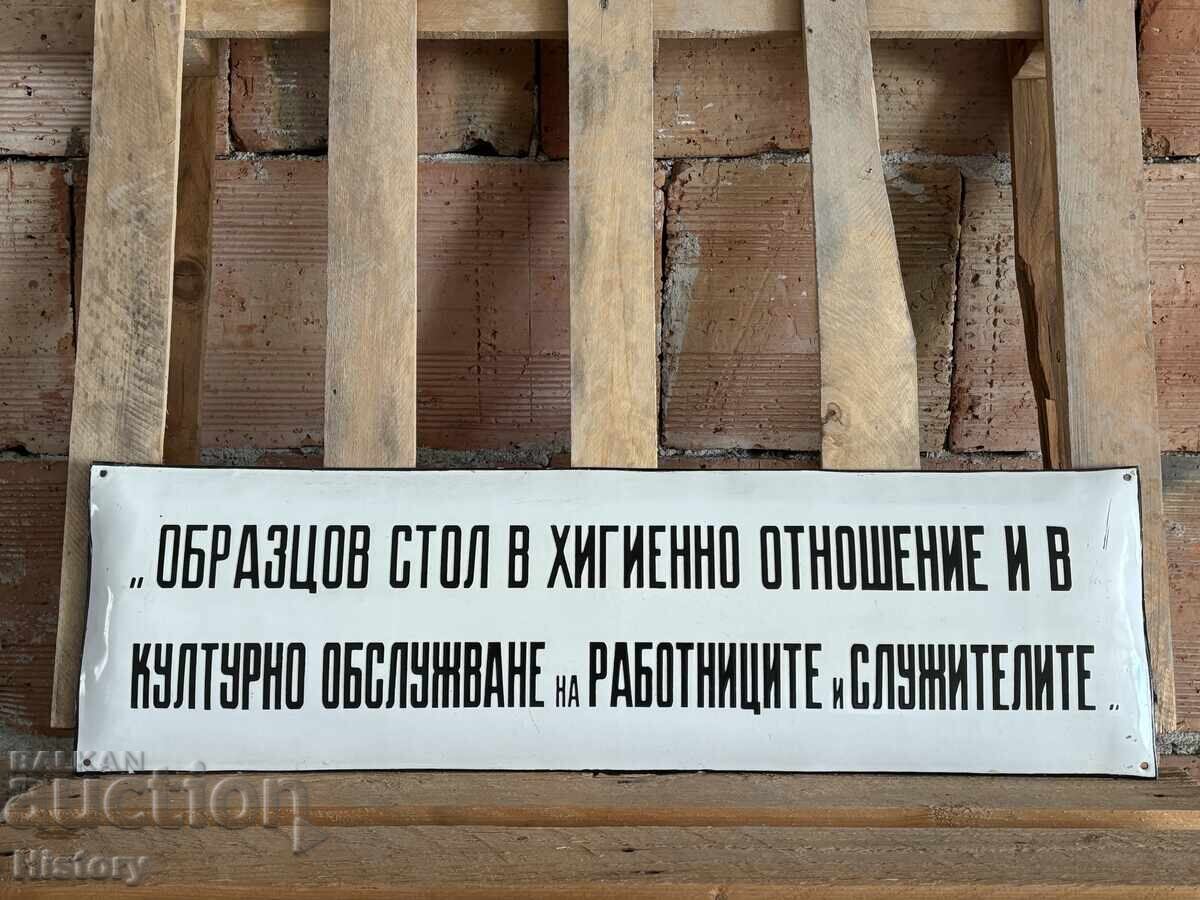 „ОБРАЗЦОВ СТОЛ В ХИГИЕННО ОТНОШЕНИЕ И В
КУЛТУРНО ОБСЛУЖВАНЕ НА РАБОТНИЦИТЕ И СЛУЖИТЕЛИТЕ„
BALKAN
auction
History